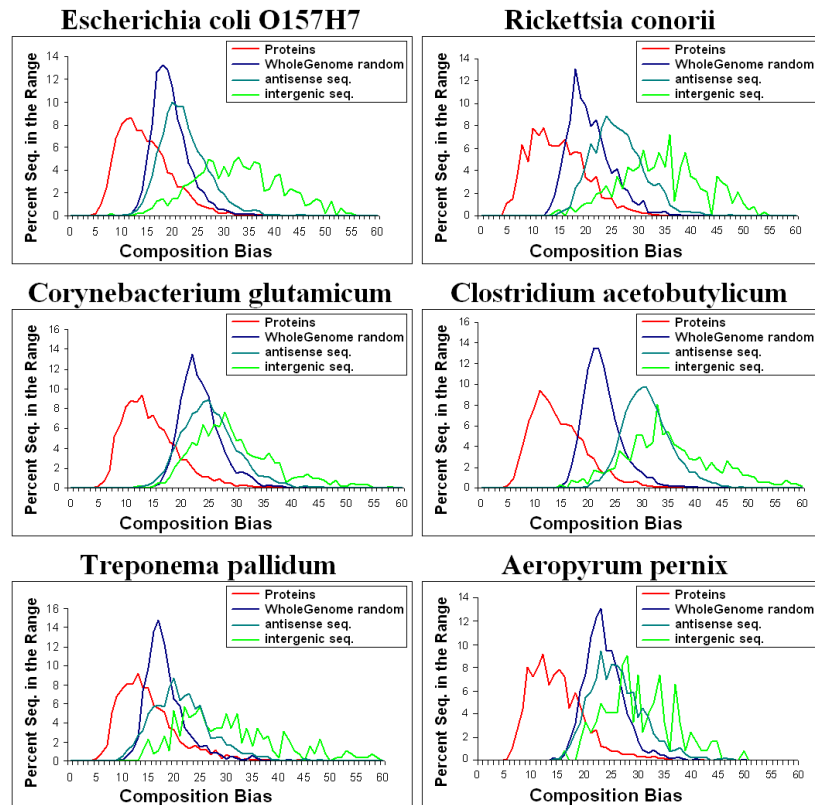 Escherichia coli O157H7
Proteins
WholeGenome random
antisense seq.
intergenic seq.
Percent Seq. in the Range
14
12
10
8
6
4
2
0
0 5 10 15 20 25 30 35 40 45 50 55 60
Composition Bias
Rickettsia conorii
Proteins
WholeGenome random
antisense seq.
intergenic seq.
Percent Seq. in the Range
14
12
10
8
6
4
2
0
0 5 10 15 20 25 30 35 40 45 50 55 60
Composition Bias
Corynebacterium glutamicum
Proteins
WholeGenome random
antisense seq.
intergenic seq.
Percent Seq. in the Range
16
14
12
10
8
6
4
2
0
0 5 10 15 20 25 30 35 40 45 50 55 60
Composition Bias
Clostridium acetobutylicum
Proteins
WholeGenome random
antisense seq.
intergenic seq.
Percent Seq. in the Range
16
14
12
10
8
6
4
2
0
0 5 10 15 20 25 30 35 40 45 50 55 60
Composition Bias
Treponema pallidum
Proteins
WholeGenome random
antisense seq.
intergenic seq.
Percent Seq. in the Range
16
14
12
10
8
6
4
2
0
0 5 10 15 20 25 30 35 40 45 50 55 60
Composition Bias
Aeropyrum pernix
Proteins
WholeGenome random
antisense seq.
intergenic seq.
Percent Seq. in the Range
14
12
10
8
6
4
2
0
0 5 10 15 20 25 30 35 40 45 50 55 60
Composition Bias